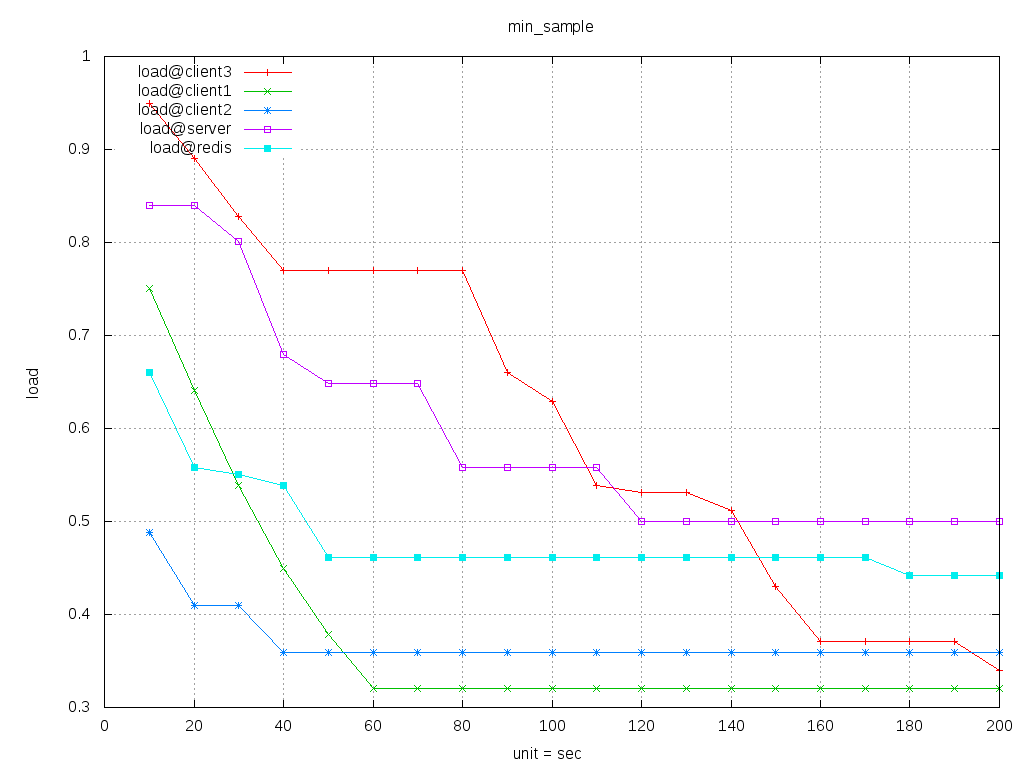 min_sample
load@client3
load@client1
load@client2
load@server
load@redis
1
0.9
0.8
0.7
0.6
0.5
0.4
0.3
load
0 20 40 60 80 100 120 140 160 180 200
unit = sec